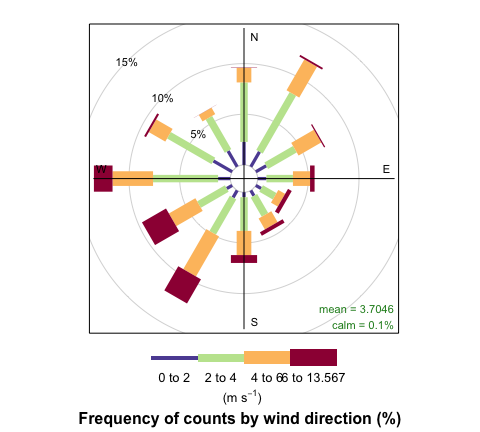 N
15%
10%
5%
W
E
S
mean = 3.7046
calm = 0.1%
0 to 2 2 to 4 4 to 6 6 to 13.567
(m s⁻¹)
Frequency of counts by wind direction (%)